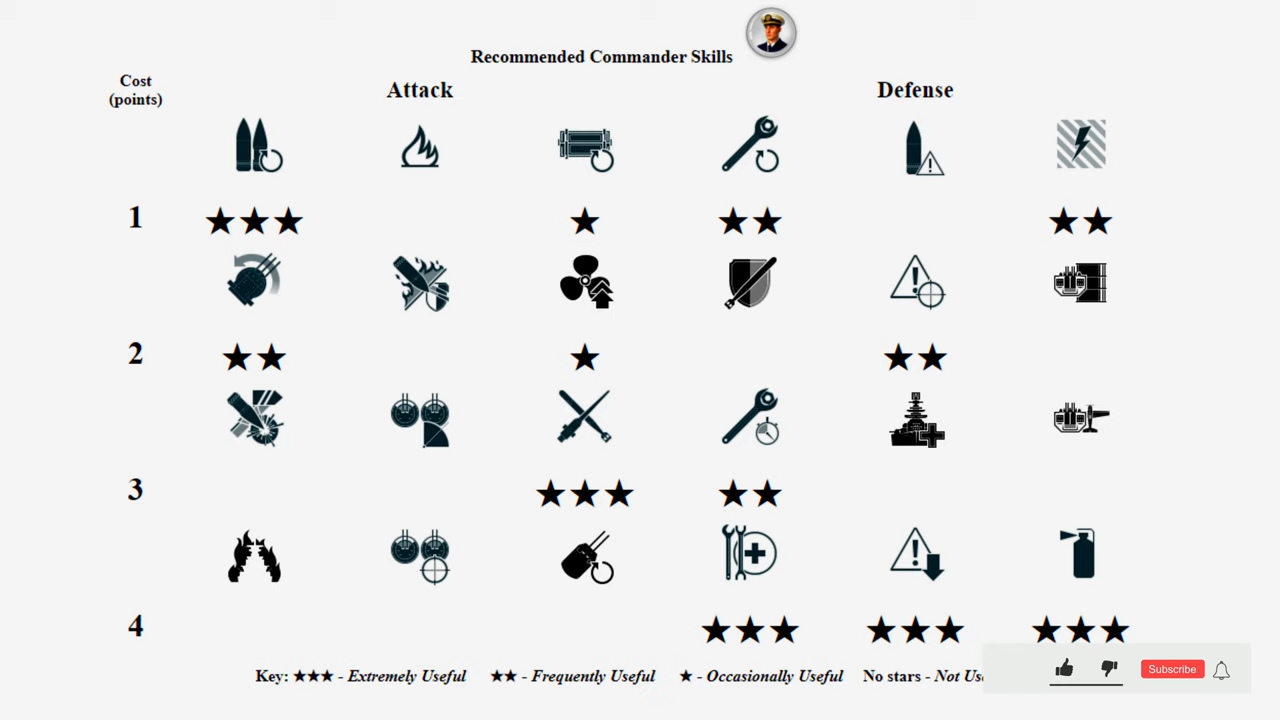 Recommended Commander Skills
Cost
(points)
Attack
Defense
1 ★★★ ★ ★★ ★★
2 ★★ ★ ★★
3 ★★★ ★★
4 ★★★ ★★★ ★★★
Key: ★★★ - Extremely Useful ★★ - Frequently Useful ★ - Occasionally Useful No stars - Not
Subscribe